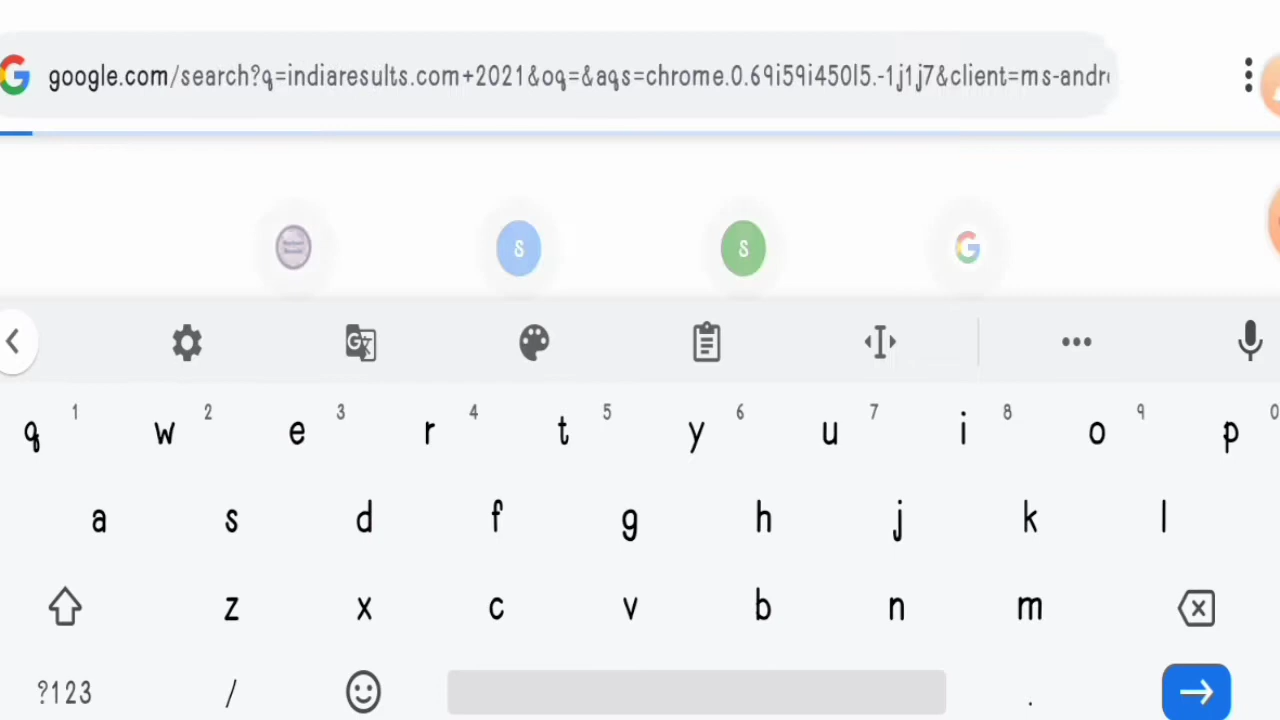 google.com/search?q=indiaresults.com+2021&oq=&aqs=chrome.0.69i59i450l5.-1j1j7&client=ms-andr
S S G
G
1 2 3 4 5 6 7 8 9 0
q w e r t y u i o p
a s d f g h j k l
z x c v b n m
?123 / .